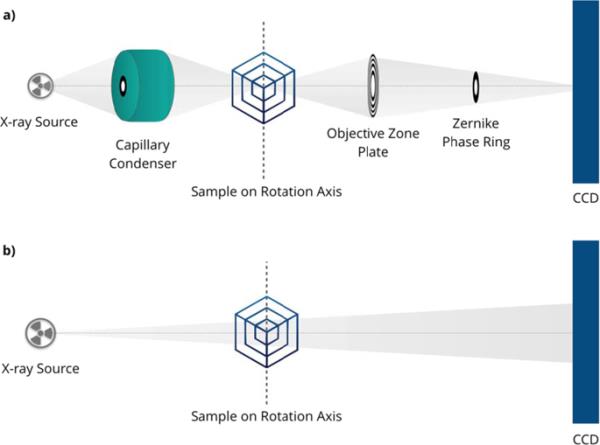 a)
X-ray Source
Capillary
Condenser
Sample on Rotation Axis
Objective Zone
Plate
Zernike
Phase Ring
CCD
b)
X-ray Source
Sample on Rotation Axis
CCD